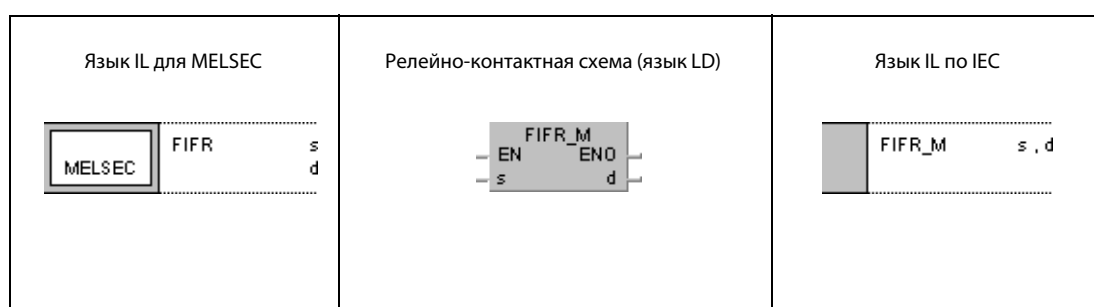 Язык IL для MELSEC
MELSEC
FIFR s
d
Релейно-контактная схема (язык LD)
FIFR_M
EN ENO
s d
Язык IL по IEC
FIFR_M s , d